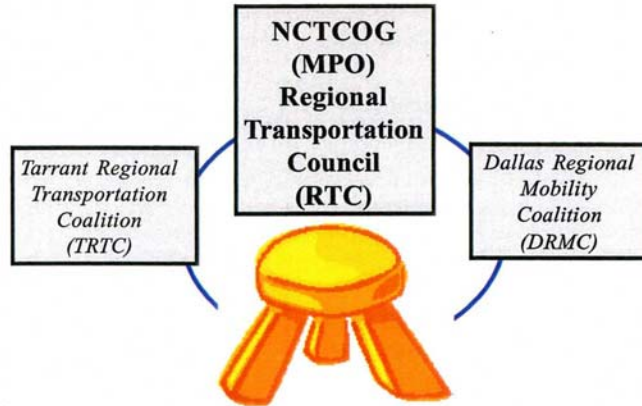 NCTCOG
(MPO)
Regional
Transportation
Council
(RTC)
Tarrant Regional
Transportation
Coalition
(TRTC)
Dallas Regional
Mobility
Coalition
(DRMC)